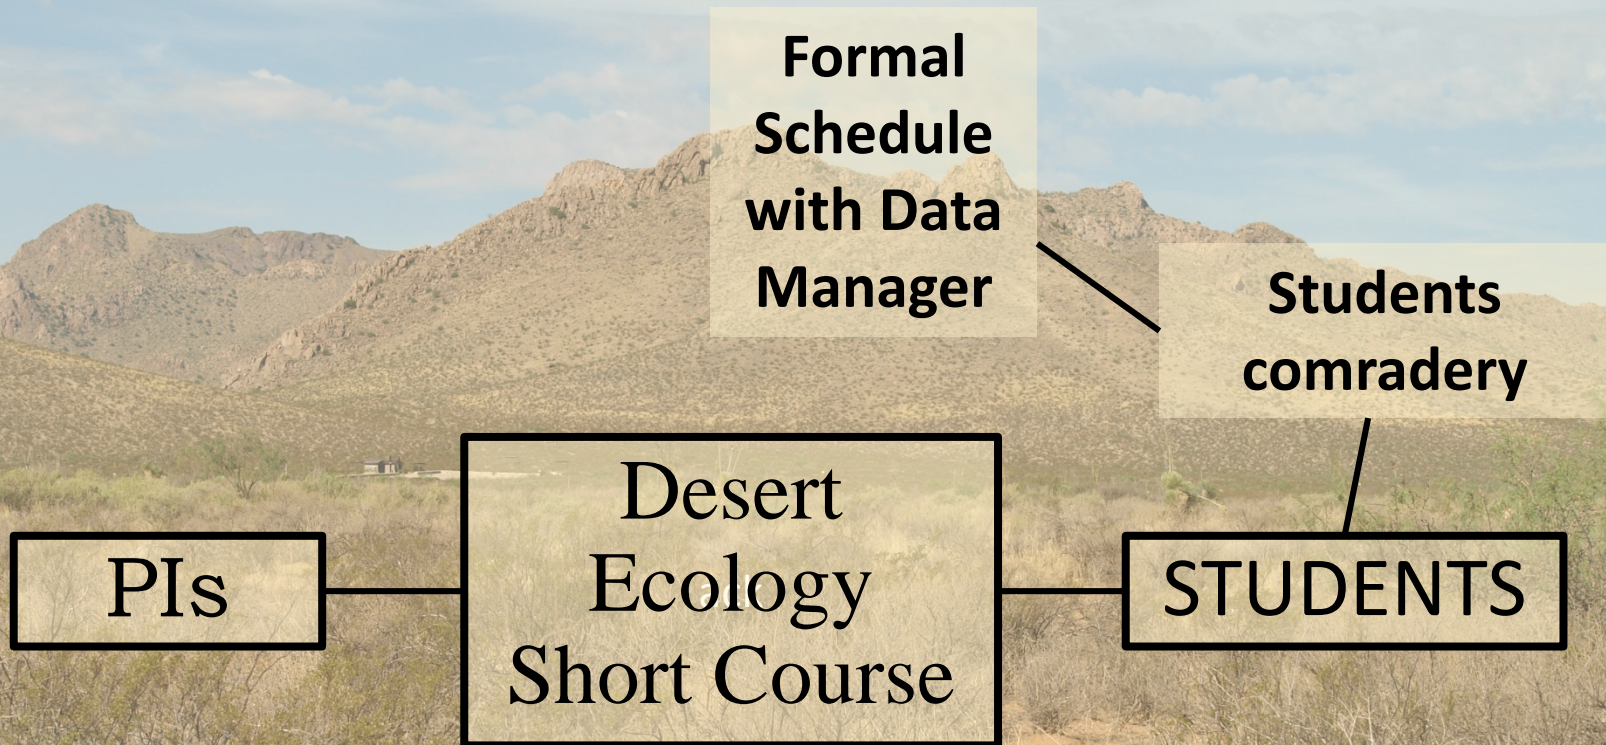 Formal
Schedule
with Data
Manager
Students
comradery
Desert
Ecology
Short Course
PIs
STUDENTS